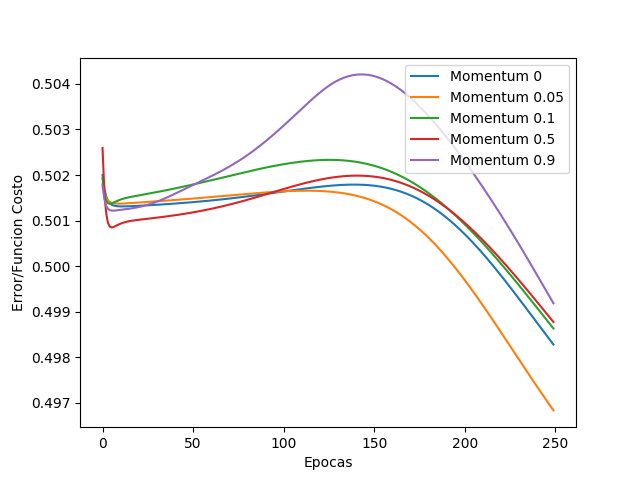 0.504
0.503
0.502
0.501
0.500
0.499
0.498
0.497
Error/Funcion Costo
Momentum 0
Momentum 0.05
Momentum 0.1
Momentum 0.5
Momentum 0.9
0 50 100 150 200 250
Epocas